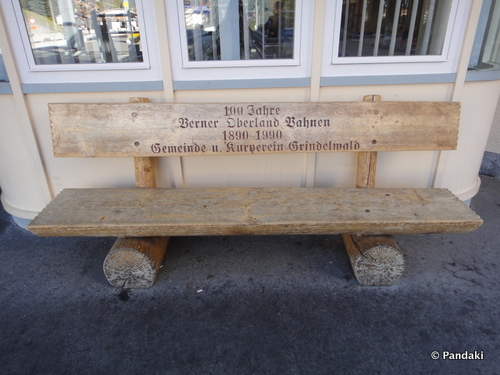 100 Jahre
Berner Oberland Bahnen
1890-1990
Gemeinde u. Kurverein Grindelwald
© Pandaki